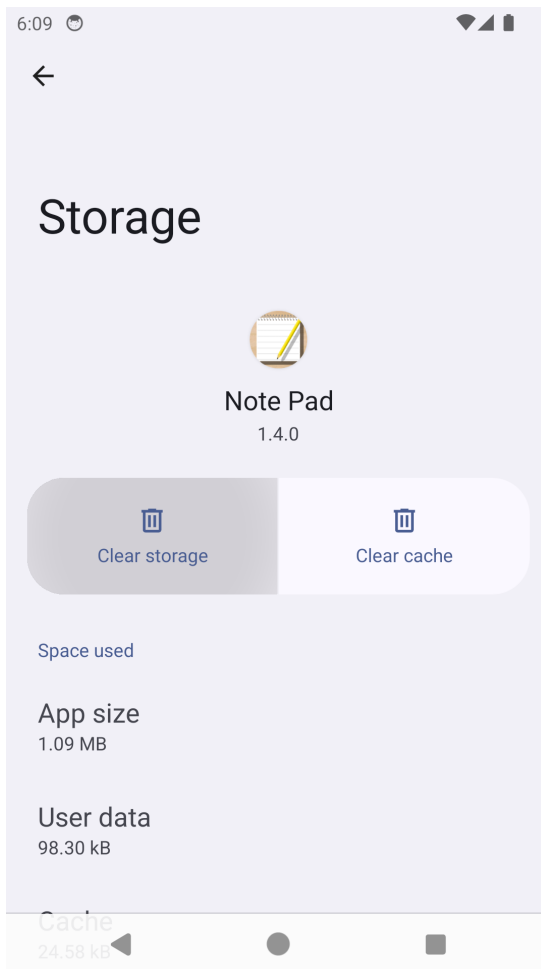 6:09
Storage
Note Pad
1.4.0
Clear storage
Clear cache
Space used
App size
1.09 MB
User data
98.30 kB
Cache
24.58 kB